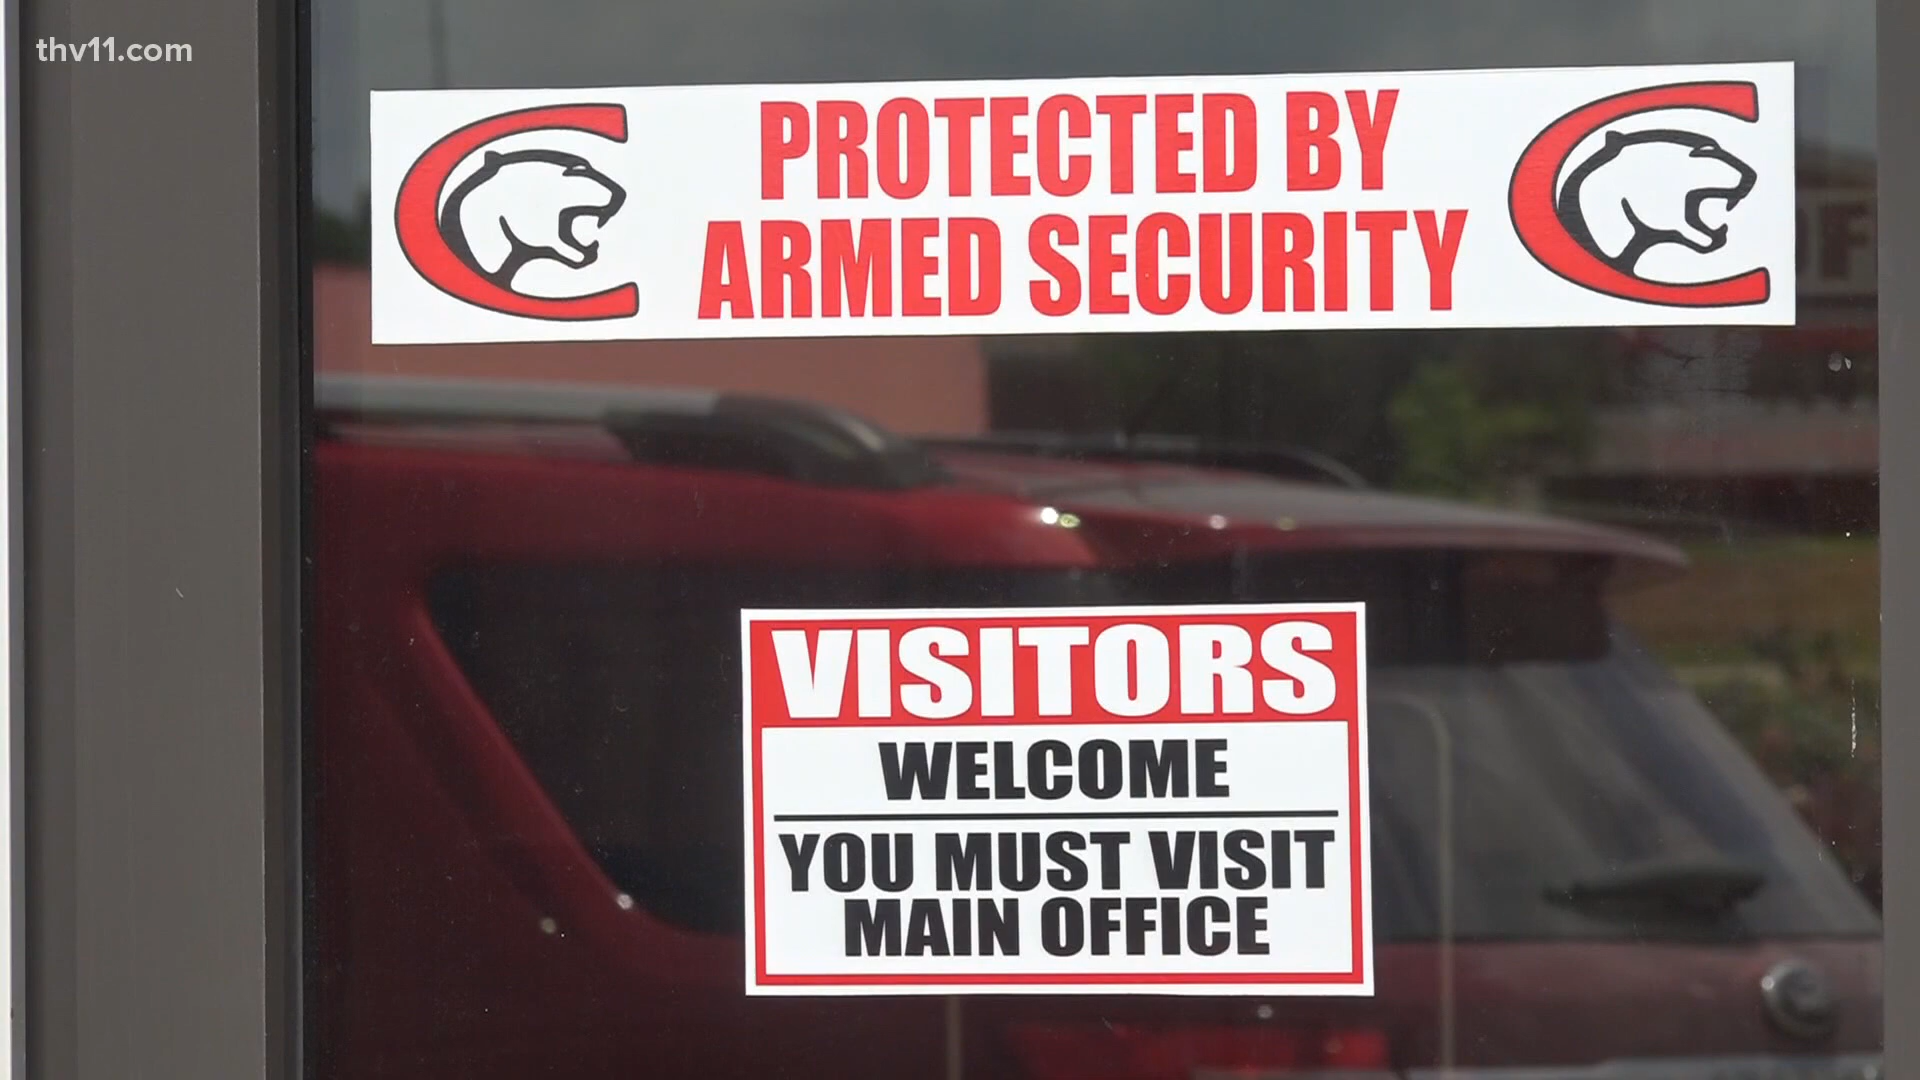 thv11.com
PROTECTED BY
ARMED SECURITY
VISITORS
WELCOME
YOU MUST VISIT
MAIN OFFICE